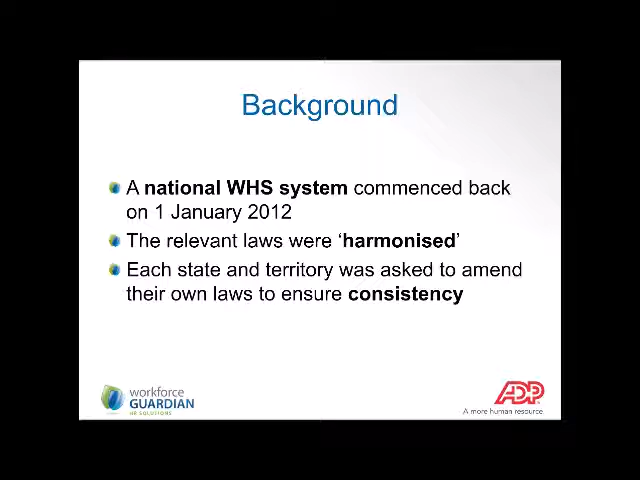 Background
A national WHS system commenced back
on 1 January 2012
The relevant laws were ‘harmonised’
Each state and territory was asked to amend
their own laws to ensure consistency
workforce
GUARDIAN
HR SOLUTIONS
ADP
A more human resource.